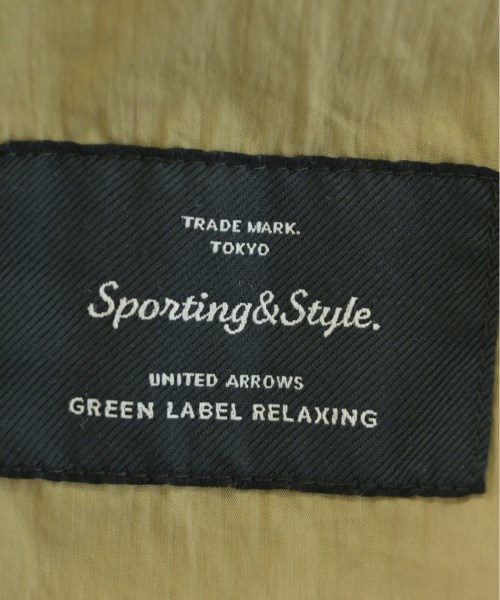 TRADE MARK.
TOKYO
Sporting&Style.
UNITED ARROWS
GREEN LABEL RELAXING